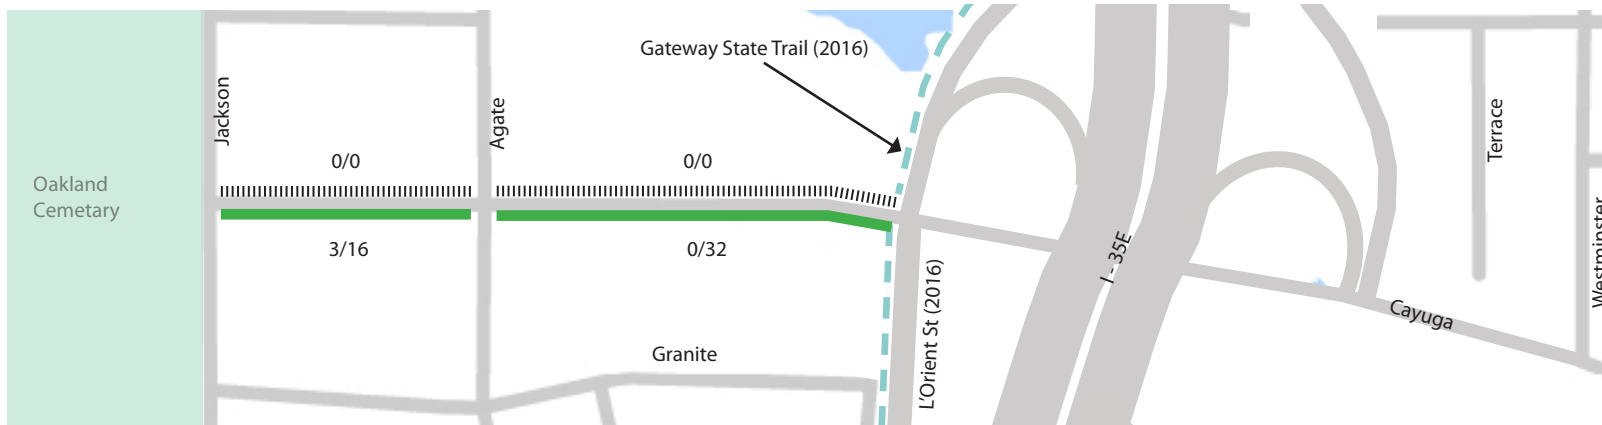 Gateway State Trail (2016)
Jackson
Agate
Terrace
0/0
0/0
Oakland
Cemetary
3/16
0/32
I - 35E
L'Orient St (2016)
Westminster
Cayuga
Granite